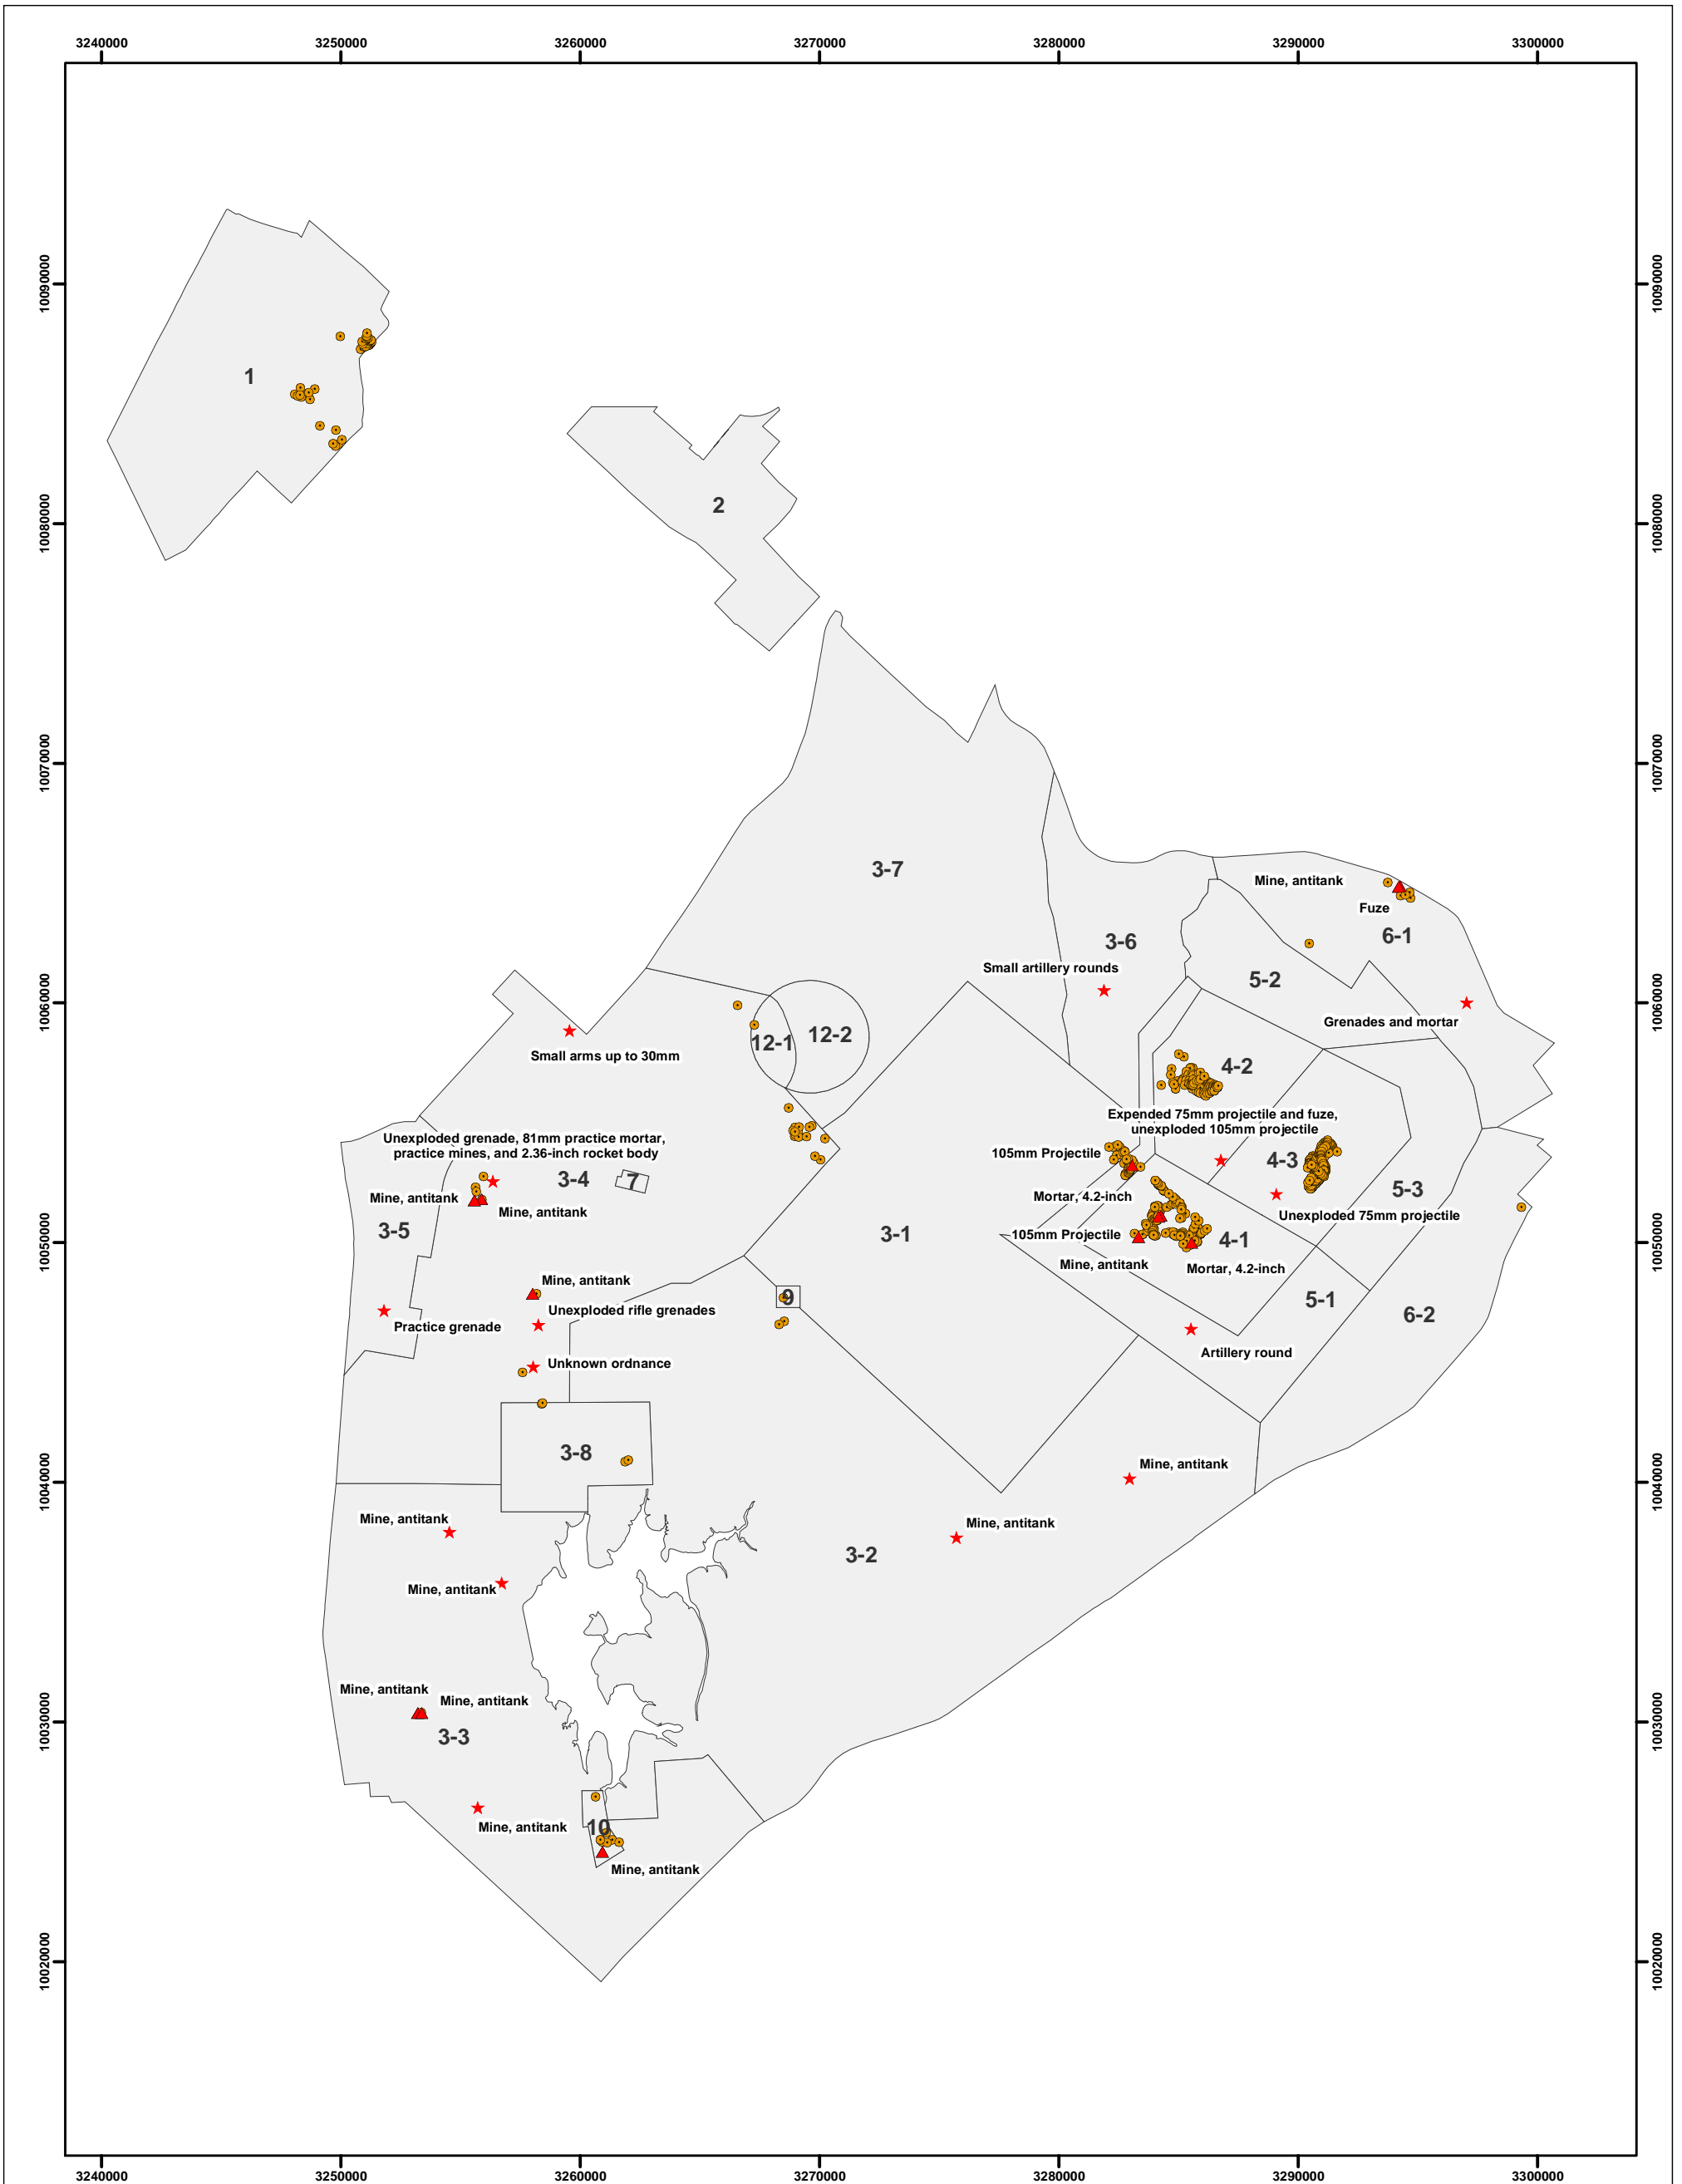 3240000 3250000 3260000 3270000 3280000 3290000 3300000
10090000 10090000
1
2
10080000 10080000
10070000 10070000
3-7
Mine, antitank
Fuze
6-1
3-6
Small artillery rounds
5-2
10060000 10060000
Grenades and mortar
12-2
12-1
Small arms up to 30mm
4-2
Expended 75mm projectile and fuze,
unexploded 105mm projectile
Unexploded grenade, 81mm practice mortar,
practice mines, and 2.36-inch rocket body
105mm Projectile
4-3
3-4
7
5-3
Mine, antitank
Mortar, 4.2-inch
Mine, antitank
Unexploded 75mm projectile
3-5
3-1
105mm Projectile
4-1
10050000 10050000
Mine, antitank
Mortar, 4.2-inch
Mine, antitank
9
5-1
Unexploded rifle grenades
6-2
Practice grenade
Artillery round
Unknown ordnance
3-8
Mine, antitank
10040000 10040000
Mine, antitank
Mine, antitank
3-2
Mine, antitank
Mine, antitank
Mine, antitank
10030000 10030000
3-3
Mine, antitank
10
Mine, antitank
10020000 10020000
3240000 3250000 3260000 3270000 3280000 3290000 3300000